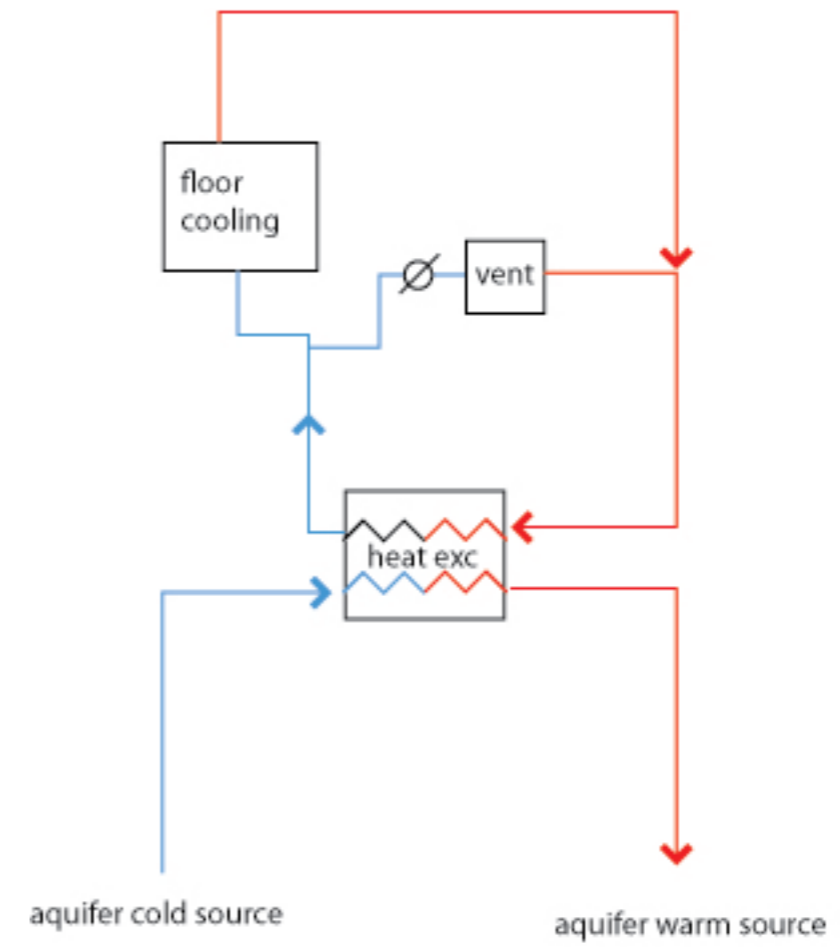 floor
cooling
vent
heat exc
aquifer cold source
aquifer warm source